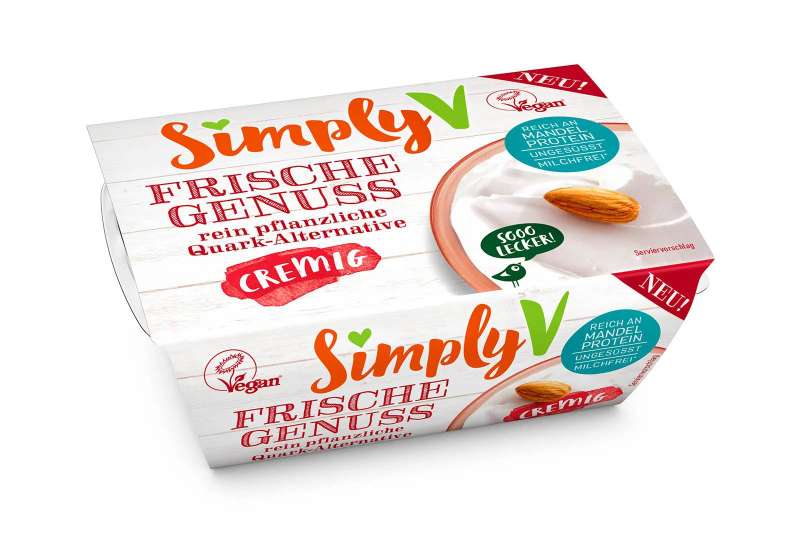 NEU!
Vegan
SimplyV
REICH AN
MANDEL
PROTEIN
UNGESÜSST
MILCHFREI*
FRISCHE
GENUSS
rein pflanzliche
Quark-Alternative
CREMIG
SOOO
LECKER!
Serviervorschlag
NEU!
SimplyV
REICH AN
MANDEL
PROTEIN
UNGESÜSST
MILCHFREI*
Vegan
FRISCHE
GENUSS
rein pflanzliche
Quark-Alternative
CREMIG
Serviervorschlag